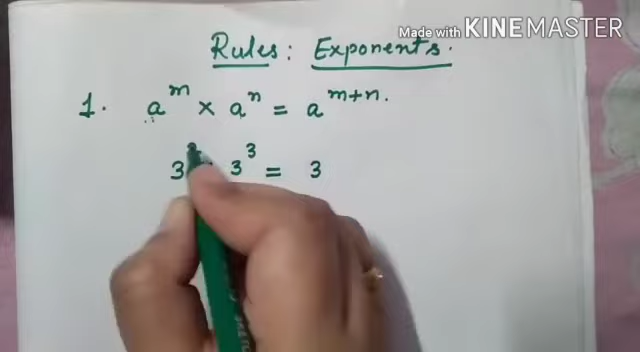 Made with KINEMASTER
Rules: Exponents.
1. a^m × a^n = a^m+n.
3 3^3 = 3